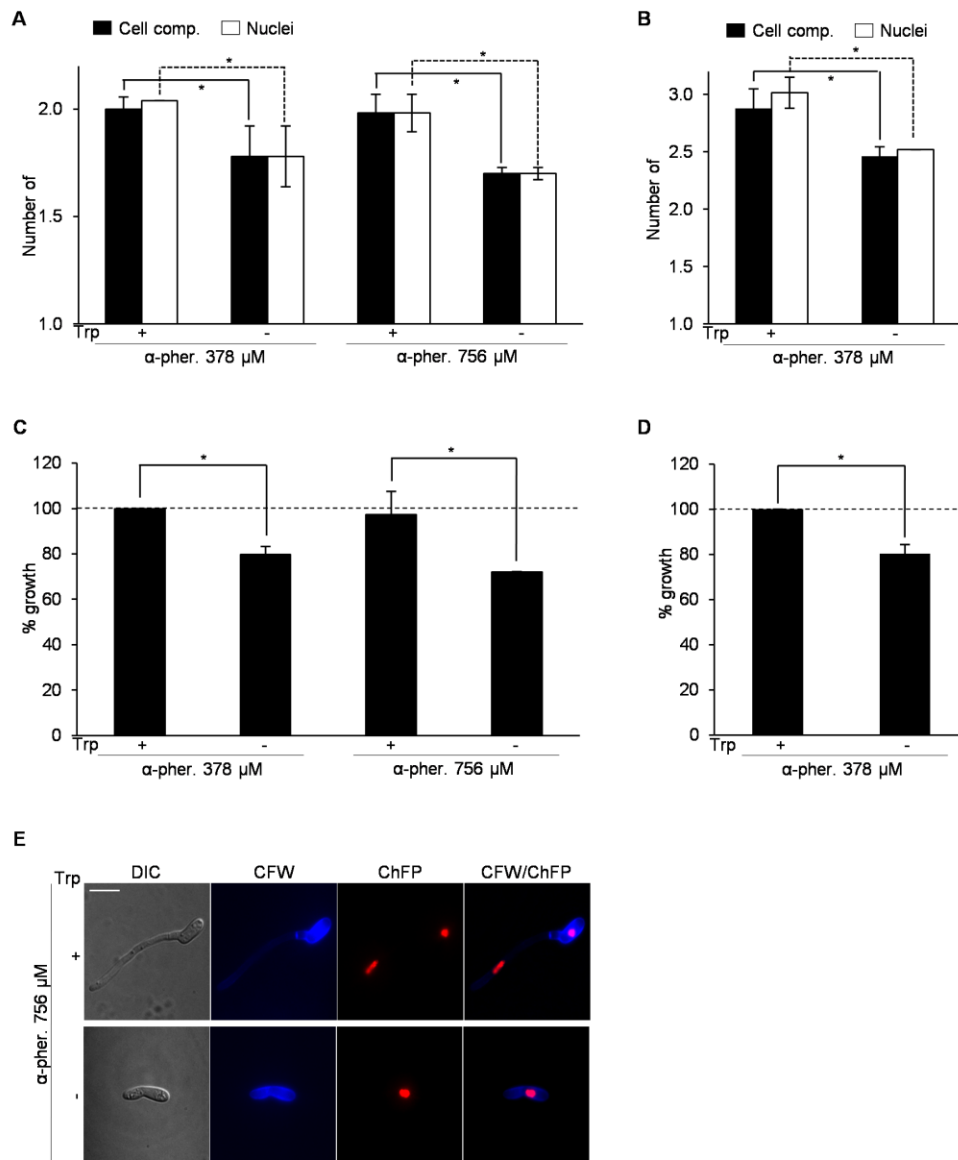 A
Cell comp. Nuclei
* *
* *
Number of
2.0
1.5
1.0
Trp + - + -
α-pher. 378 µM α-pher. 756 µM
B
Cell comp. Nuclei
*
*
Number of
3.0
2.5
2.0
1.5
1.0
Trp + -
α-pher. 378 µM
C
* *
% growth
120
100
80
60
40
20
0
Trp + - + -
α-pher. 378 µM α-pher. 756 µM
D
*
% growth
120
100
80
60
40
20
0
Trp + -
α-pher. 378 µM
E
Trp DIC CFW ChFP CFW/ChFP
α-pher. 756 µM
+
-